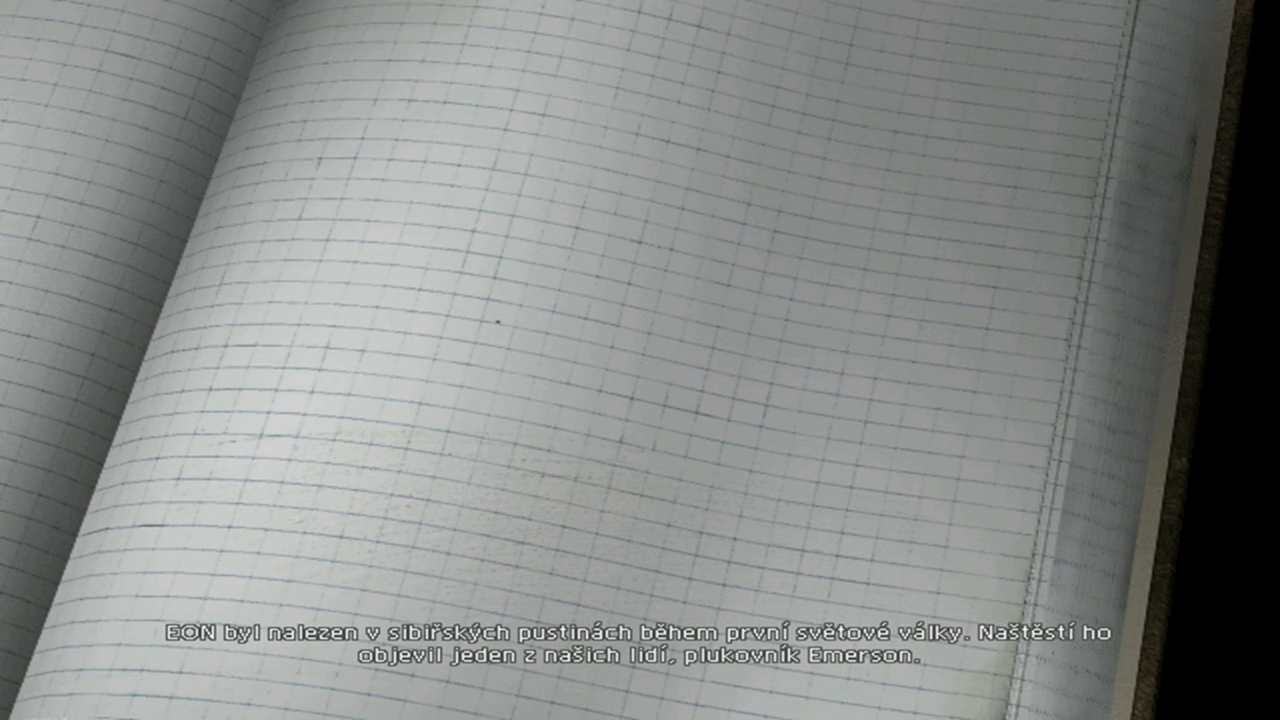 EON byl nalezen v sibiřských pustinách během první světové války. Naštěstí ho
objevil jeden z našich lidí, plukovník Emerson.